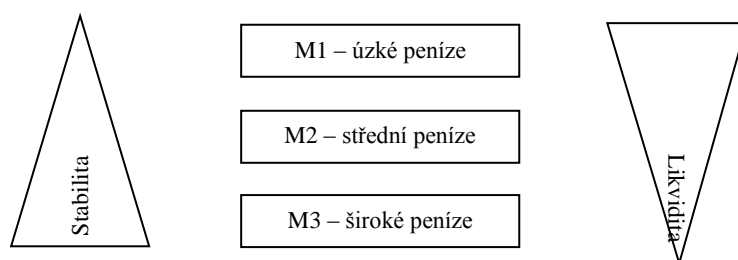 M1 – úzké peníze
M2 – střední peníze
M3 – široké peníze
Stabilita
Likvidita